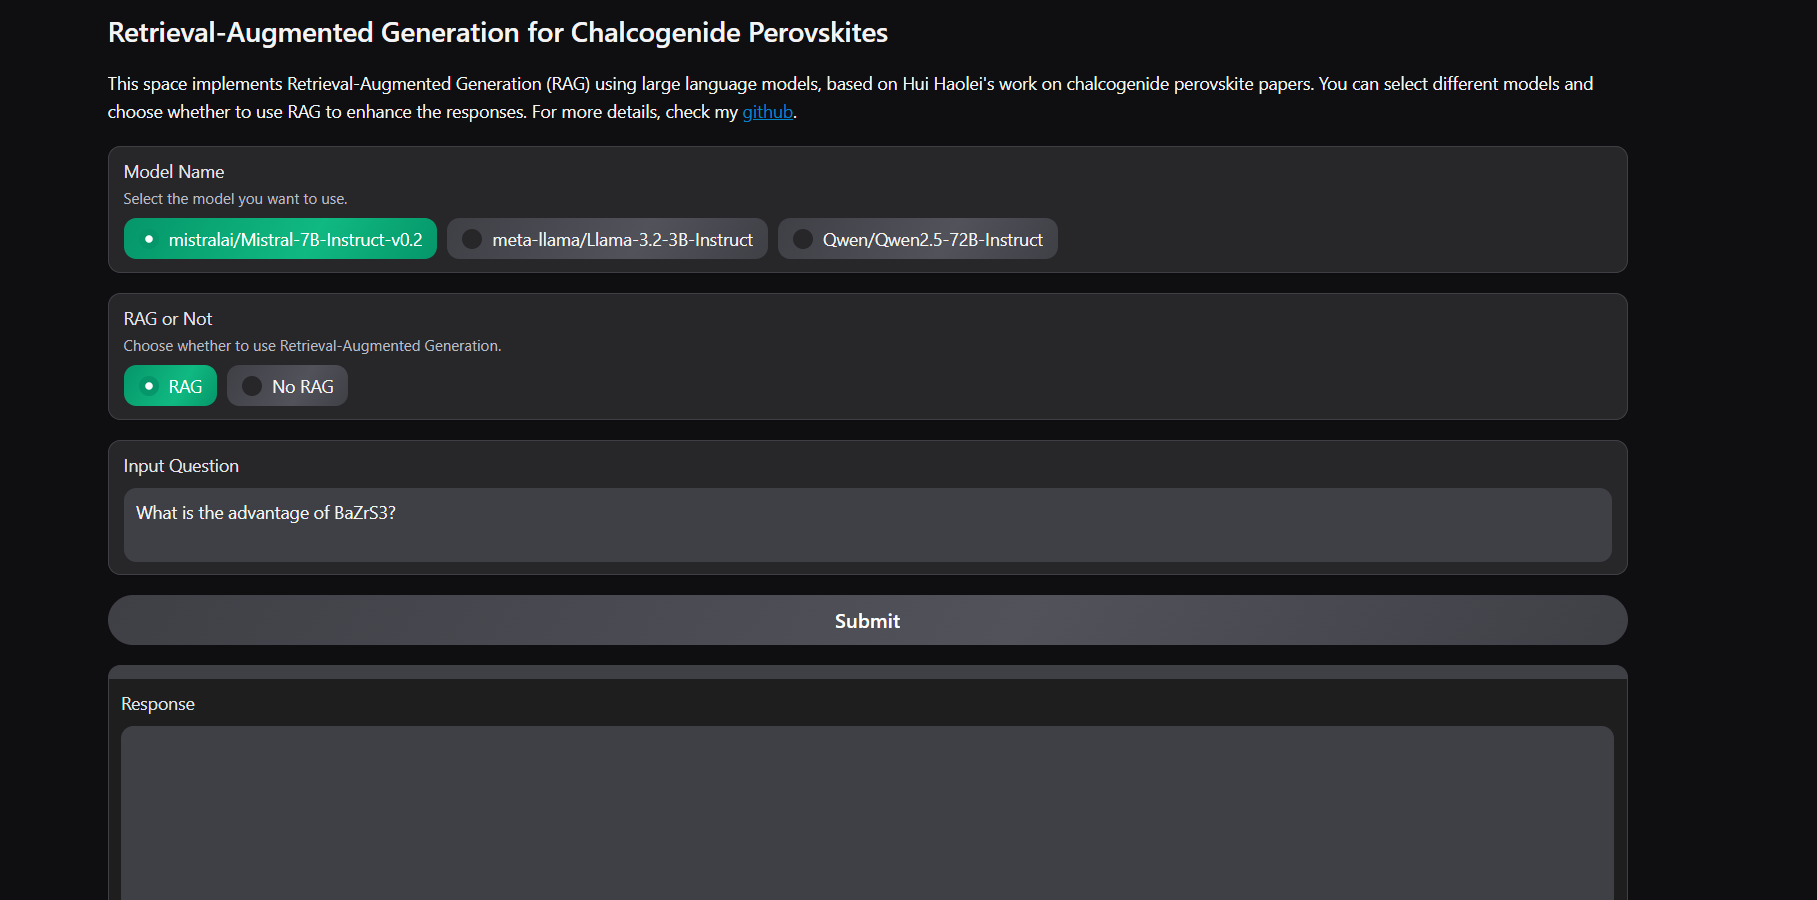 Retrieval-Augmented Generation for Chalcogenide Perovskites
This space implements Retrieval-Augmented Generation (RAG) using large language models, based on Hui Haolei's work on chalcogenide perovskite papers. You can select different models and
choose whether to use RAG to enhance the responses. For more details, check my github.
Model Name
Select the model you want to use.
mistralai/Mistral-7B-Instruct-v0.2 meta-llama/Llama-3.2-3B-Instruct Qwen/Qwen2.5-72B-Instruct
RAG or Not
Choose whether to use Retrieval-Augmented Generation.
RAG No RAG
Input Question
What is the advantage of BaZrS3?
Submit
Response